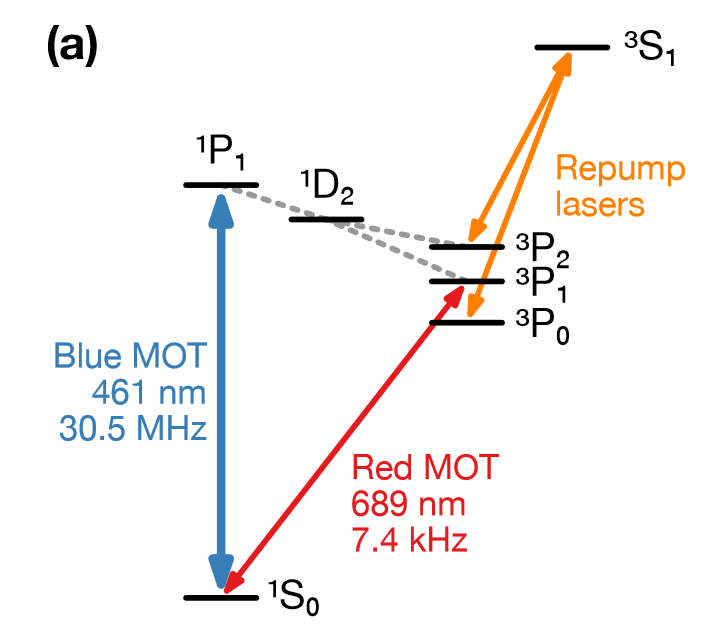 (a)
³S₁
¹P₁
¹D₂
Repump
lasers
³P₂
³P₁
³P₀
Blue MOT
461 nm
30.5 MHz
Red MOT
689 nm
7.4 kHz
¹S₀